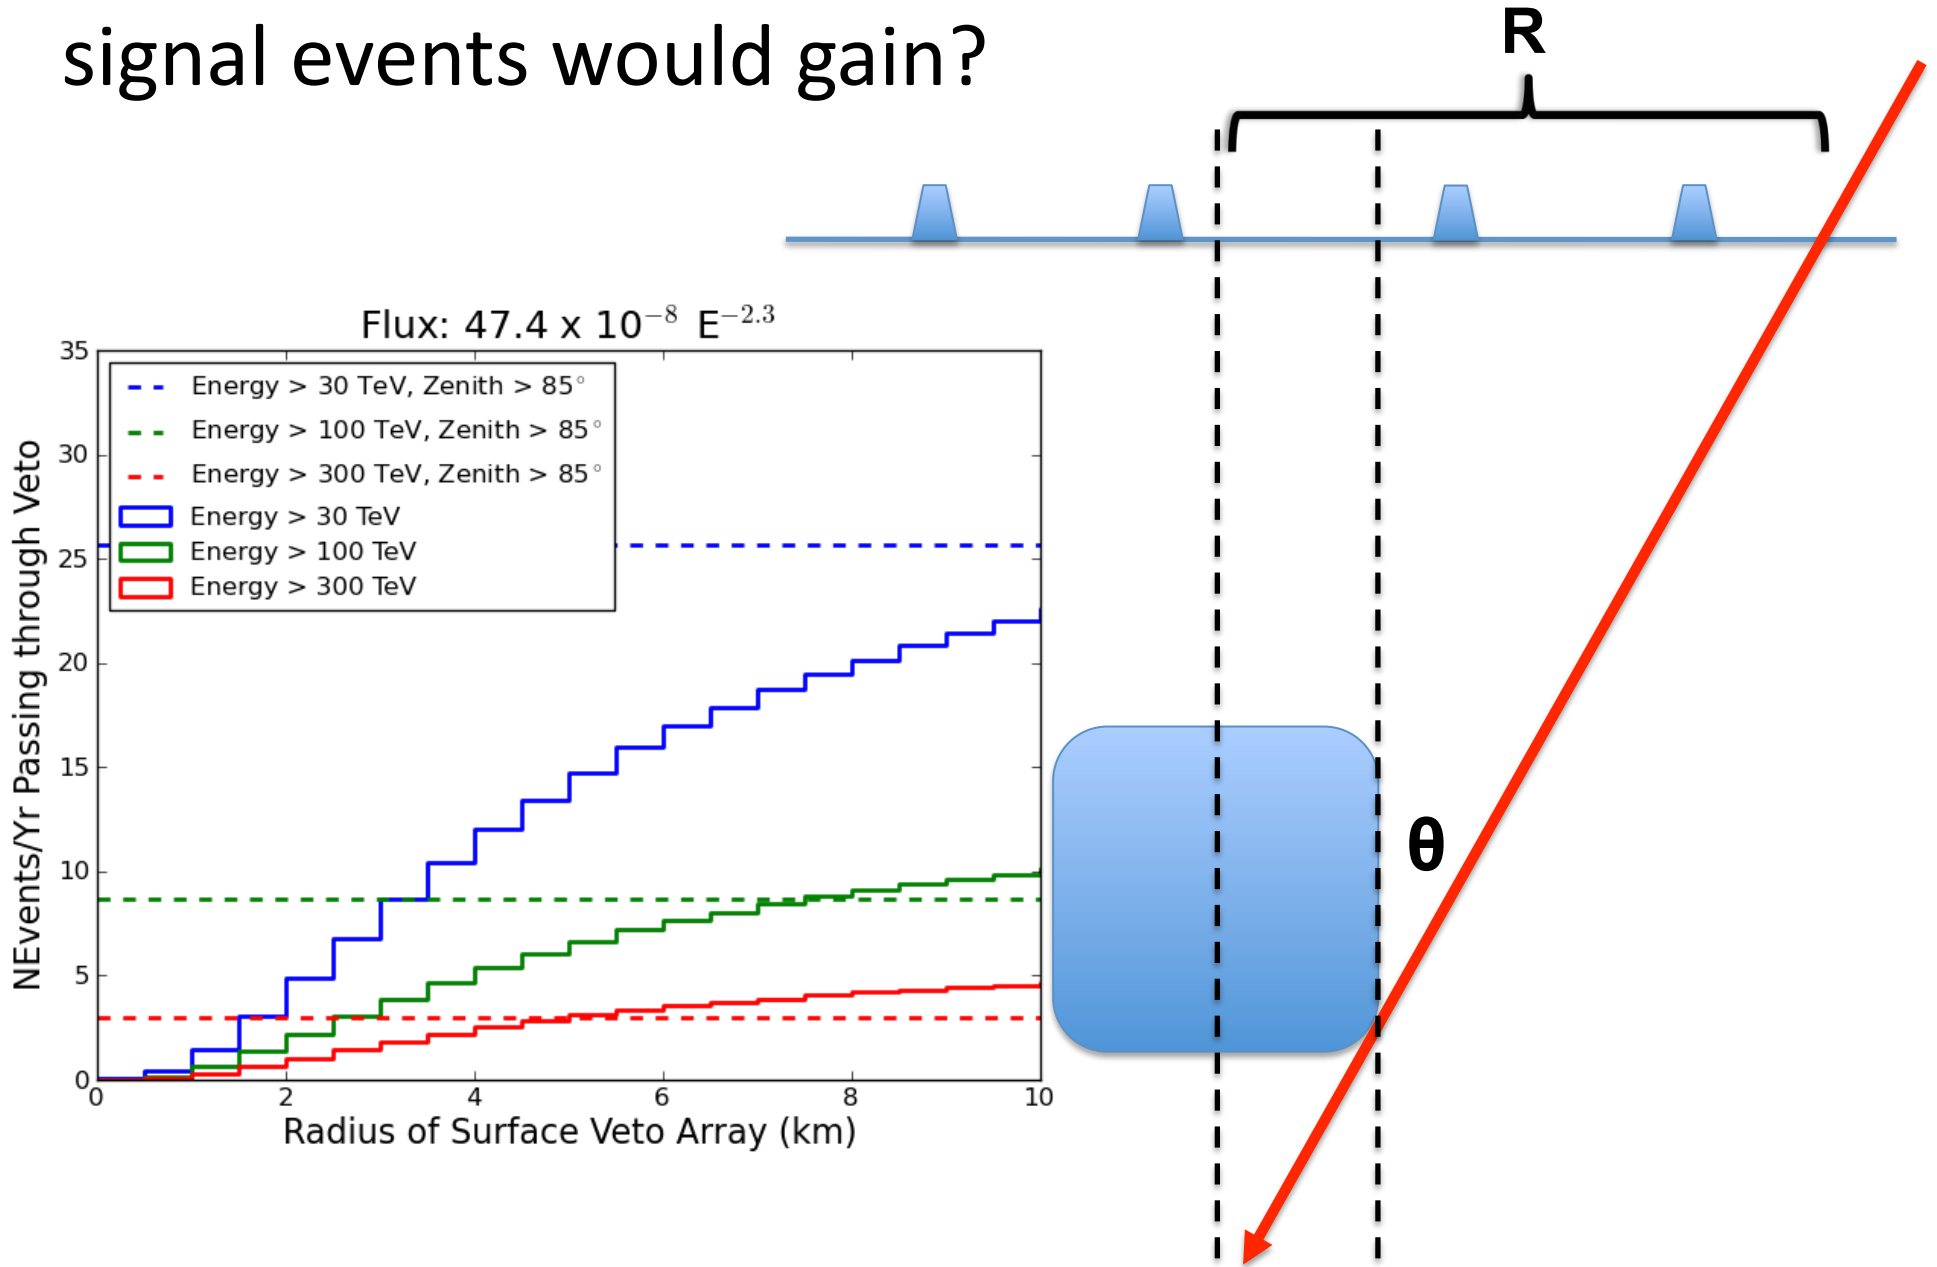 signal events would gain?
R
Flux: 47.4 x 10⁻⁸ E⁻²·³
35
30
25
20
15
10
5
0
NEvents/Yr Passing through Veto
Energy > 30 TeV, Zenith > 85°
Energy > 100 TeV, Zenith > 85°
Energy > 300 TeV, Zenith > 85°
Energy > 30 TeV
Energy > 100 TeV
Energy > 300 TeV
0 2 4 6 8 10
Radius of Surface Veto Array (km)
θ